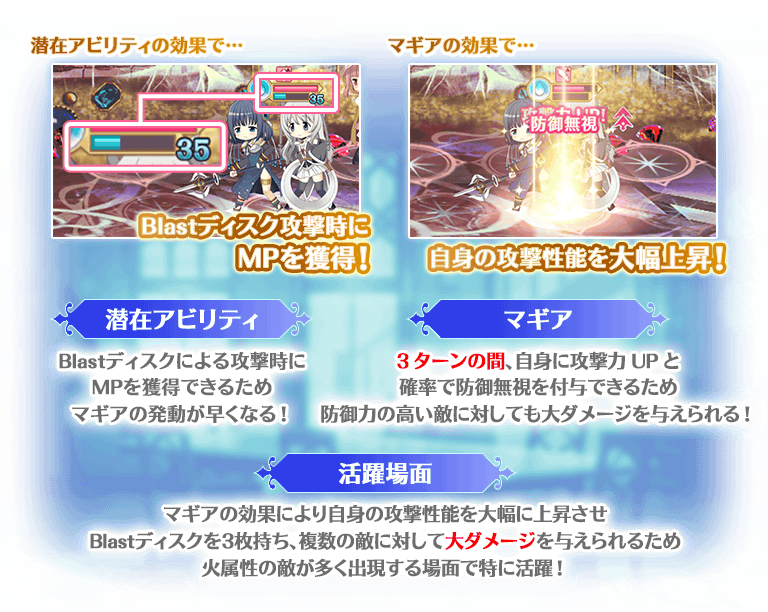 潜在アビリティの効果で…
マギアの効果で…
35
35
Blastディスク攻撃時に
MPを獲得！
防御無視
自身の攻撃性能を大幅上昇！
潜在アビリティ
Blastディスクによる攻撃時に
MPを獲得できるため
マギアの発動が早くなる！
マギア
3ターンの間、自身に攻撃力UPと
確率で防御無視を付与できるため
防御力の高い敵に対しても大ダメージを与えられる！
活躍場面
マギアの効果により自身の攻撃性能を大幅に上昇させ
Blastディスクを3枚持ち、複数の敵に対して大ダメージを与えられるため
火属性の敵が多く出現する場面で特に活躍！